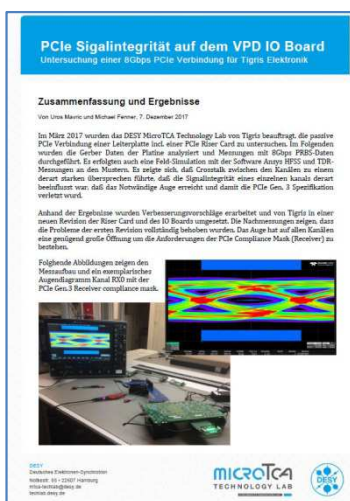 PCIe Sigalintegrität auf dem VPD IO Board
Untersuchung einer 8Gbps PCIe Verbindung für Tigris Elektronik
Zusammenfassung und Ergebnisse
Von Uros Mavric und Michael Fenner, 7. Dezember 2017
Im März 2017 wurden das DESY MicroTCA Technology Lab von Tigris beauftragt, die passive
PCIe Verbindung einer Leiterplatte incl. einer PCIe Riser Card zu untersuchen. Im Folgenden
wurden die Gerber Daten der Platine analysiert und Messungen mit 8Gbps PRBS-Daten
durchgeführt. Es erfolgten auch eine Feld-Simulation mit der Software Ansys HFSS und TDR-
Messungen an den Mustern. Es zeigte sich, daß Crosstalk zwischen den Kanälen zu einem
derart starken übersprechen führte, daß die Signalintegrität eines einzelnen kanals derart
beeinflusst war, daß das Notwändige Auge erreicht und damit die PCIe Gen. 3 Spezifikation
verletzt wurd.
Anhand der Ergebnisse wurden Verbesserungvorschläge erarbeitet und von Tigris in einer
neuen Revision der Riser Card und des IO Boards umgesetzt. Die Nachmessungen zeigen, dass
die Probleme der ersten Revision vollständig behoben wurden. Das Auge hat auf allen Kanälen
eine genügend große Öffnung um die Anforderungen der PCIe Compliance Mask (Receiver) zu
bestehen.
Folgende Abbildungen zeigen den
Messaufbau und ein exemplarisches
Augendiagramm Kanal RX0 mit der
PCIe Gen.3 Receiver compliance mask.
DESY
Deutsches Elektronen-Synchrotron
Notkestr. 85 • 22607 Hamburg
mtca-techlab@desy.de
techlab.desy.de
MICROTCA
TECHNOLOGY LAB
DESY